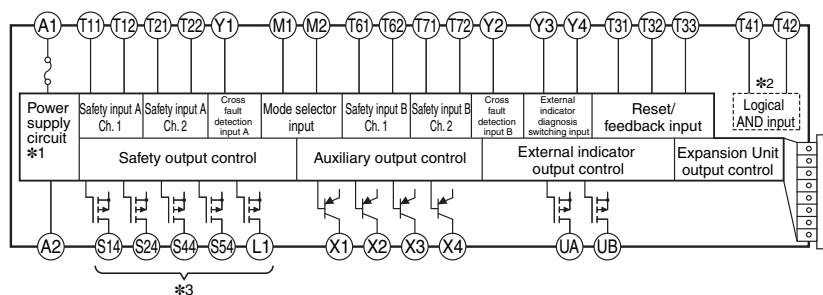 A1 T11 T12 T21 T22 Y1 M1 M2 T61 T62 T71 T72 Y2 Y3 Y4 T31 T32 T33 T41 T42
✻2
Power
supply
circuit
✻1
Safety input A
Ch. 1
Safety input A
Ch. 2
Cross
fault
detection
input A
Mode selector
input
Safety input B
Ch. 1
Safety input B
Ch. 2
Cross
fault
detection
input B
External
indicator
diagnosis
switching input
Reset/
feedback input
Logical
AND input
Safety output control
Auxiliary output control
External indicator
output control
Expansion Unit
output control
A2 S14 S24 S44 S54 L1 X1 X2 X3 X4 UA UB
✻3